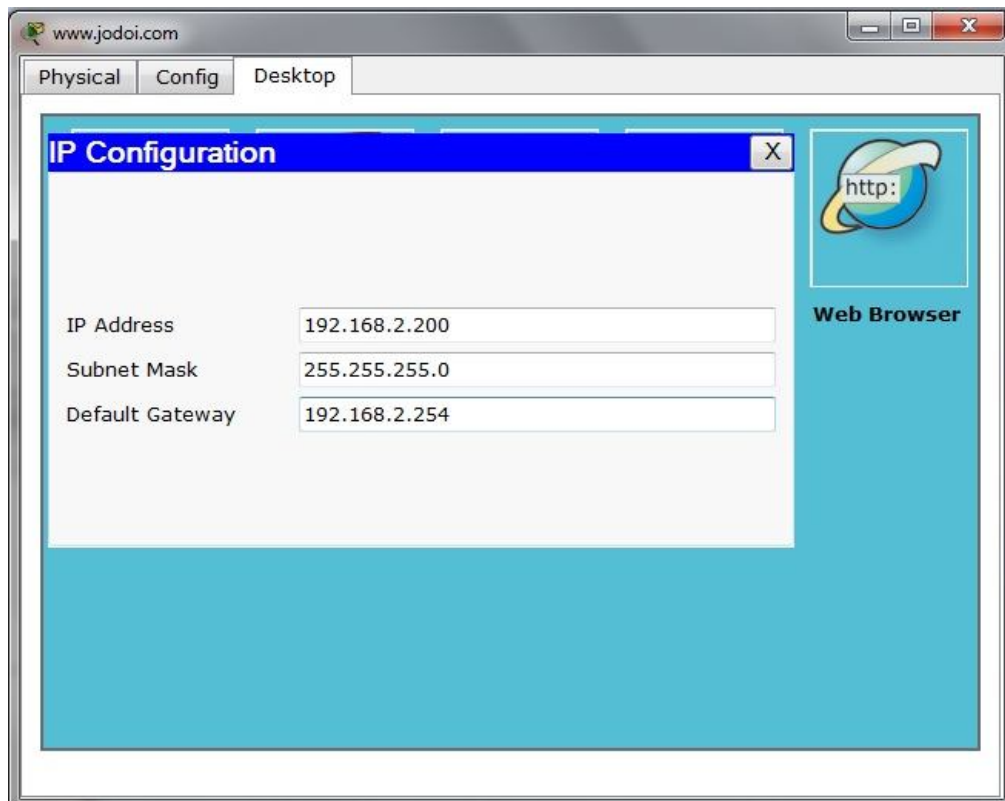 www.jodoi.com
Physical Config Desktop
IP Configuration X
http:
Web Browser
IP Address 192.168.2.200
Subnet Mask 255.255.255.0
Default Gateway 192.168.2.254